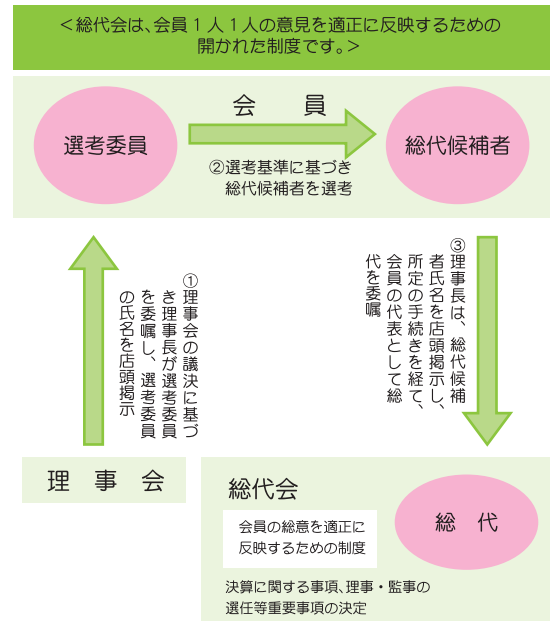 ＜総代会は、会員１人１人の意見を適正に反映するための
開かれた制度です。＞
会　員
選考委員
総代候補者
②選考基準に基づき
総代候補者を選考
①理事会の議決に基づ
き理事長が選考委員
を委嘱し、選考委員
の氏名を店頭掲示
③理事長は、総代候補
者氏名を店頭掲示し、
所定の手続きを経て、
会員の代表として総
代を委嘱
理　事　会
総代会
会員の総意を適正に
反映するための制度
総　代
決算に関する事項、理事・監事の
選任等重要事項の決定